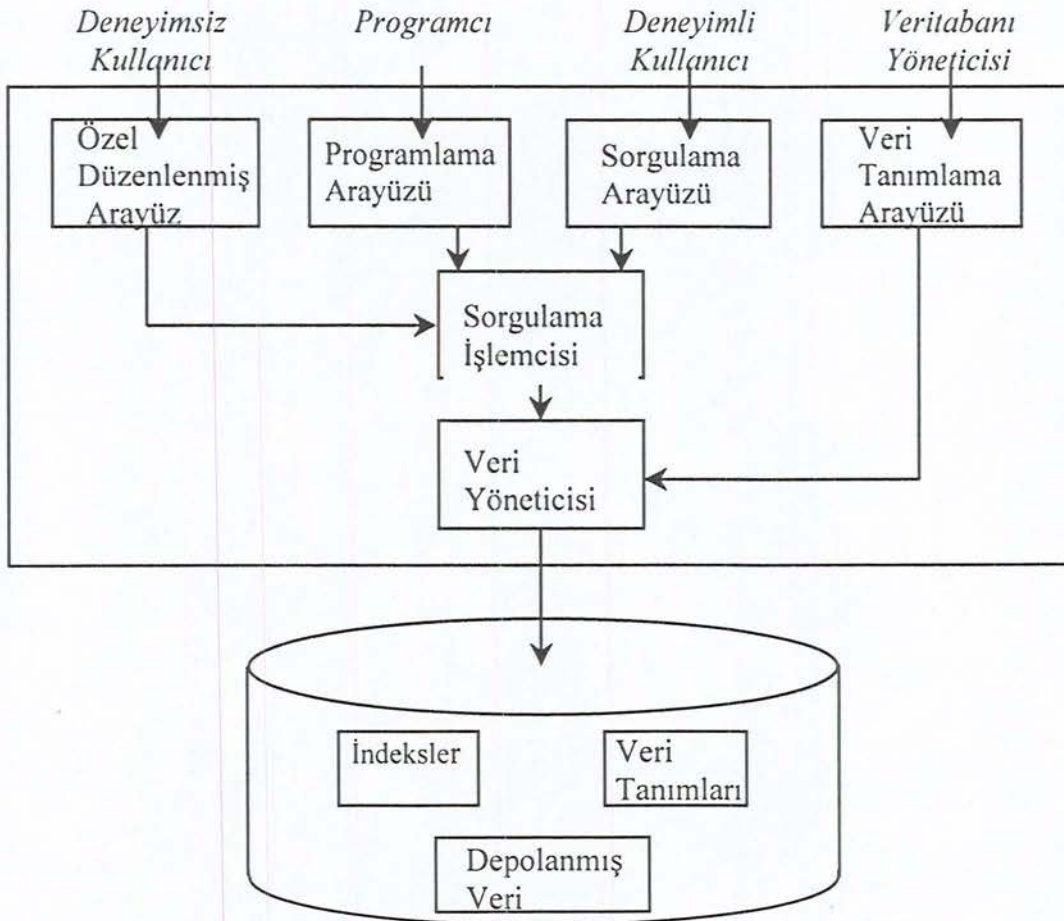 Deneyimsiz
Kullanıcı
Programcı
Deneyimli
Kullanıcı
Veritabanı
Yöneticisi
Özel
Düzenlenmiş
Arayüz
Programlama
Arayüzü
Sorgulama
Arayüzü
Veri
Tanımlama
Arayüzü
Sorgulama
İşlemcisi
Veri
Yöneticisi
İndeksler
Veri
Tanımları
Depolanmış
Veri